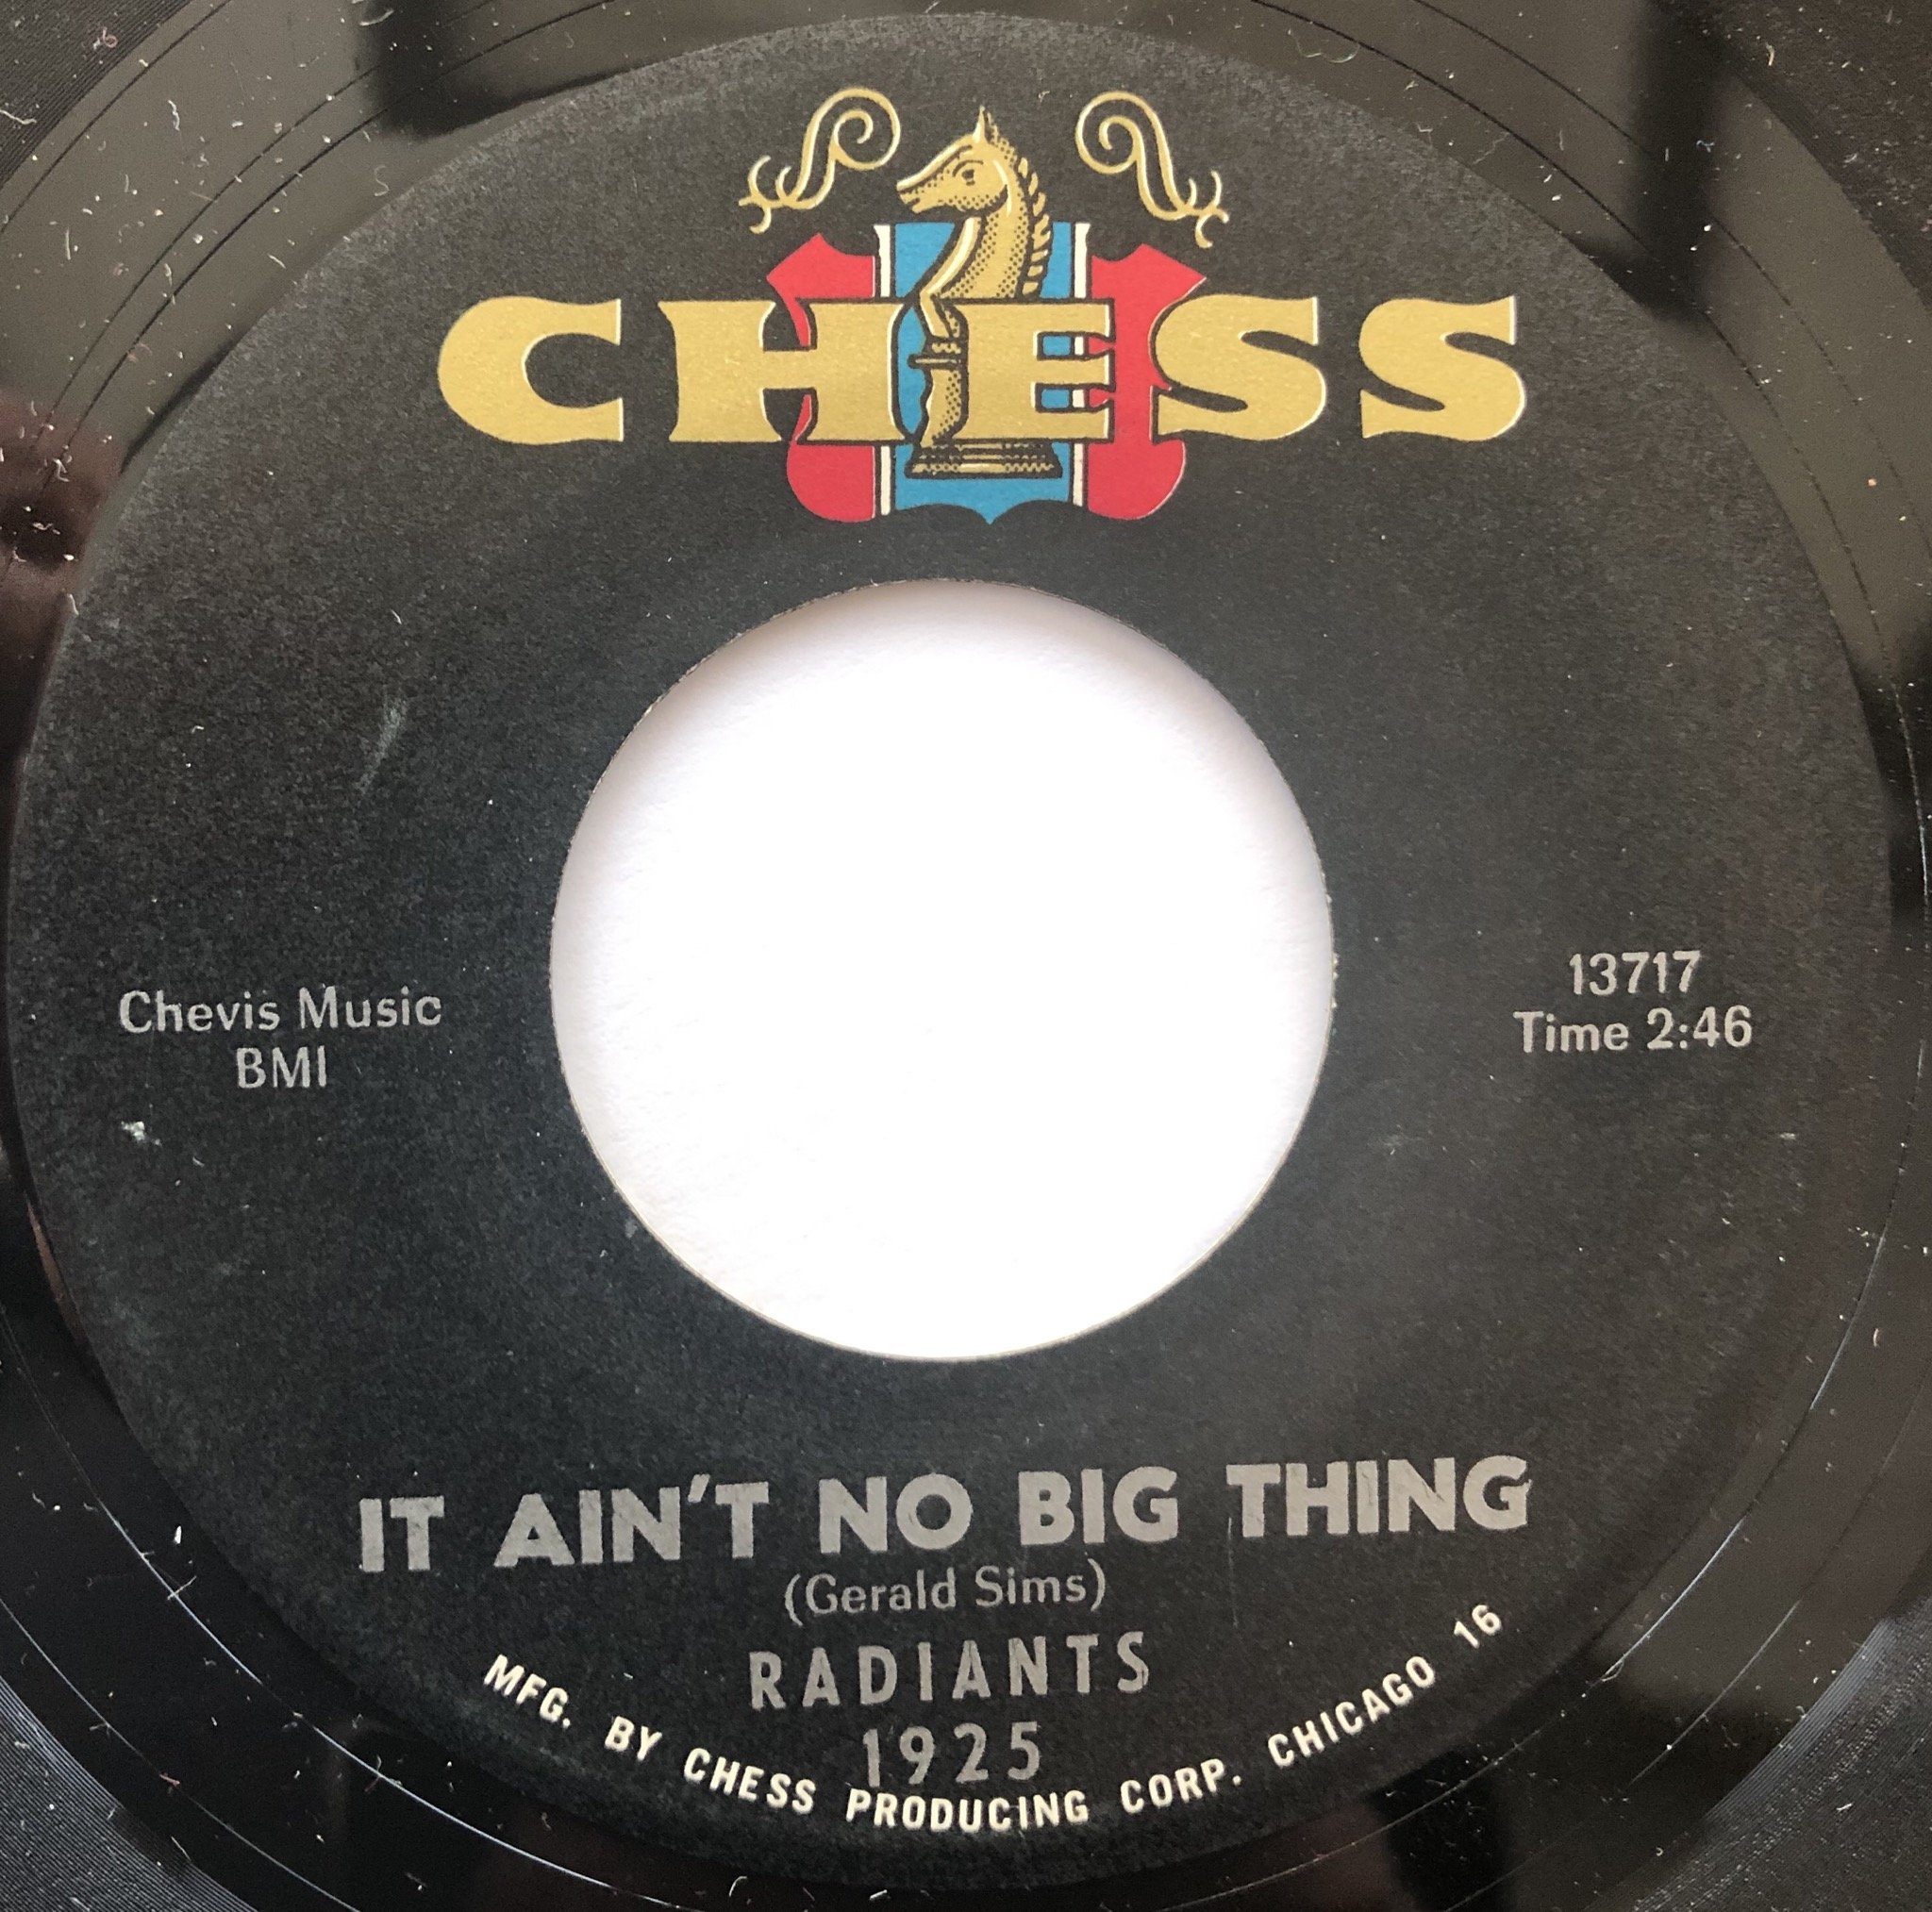 CHESS
Chevis Music
BMI
13717
Time 2:46
IT AIN'T NO BIG THING
(Gerald Sims)
RADIANTS
1925
MFG. BY CHESS PRODUCING CORP. CHICAGO 16